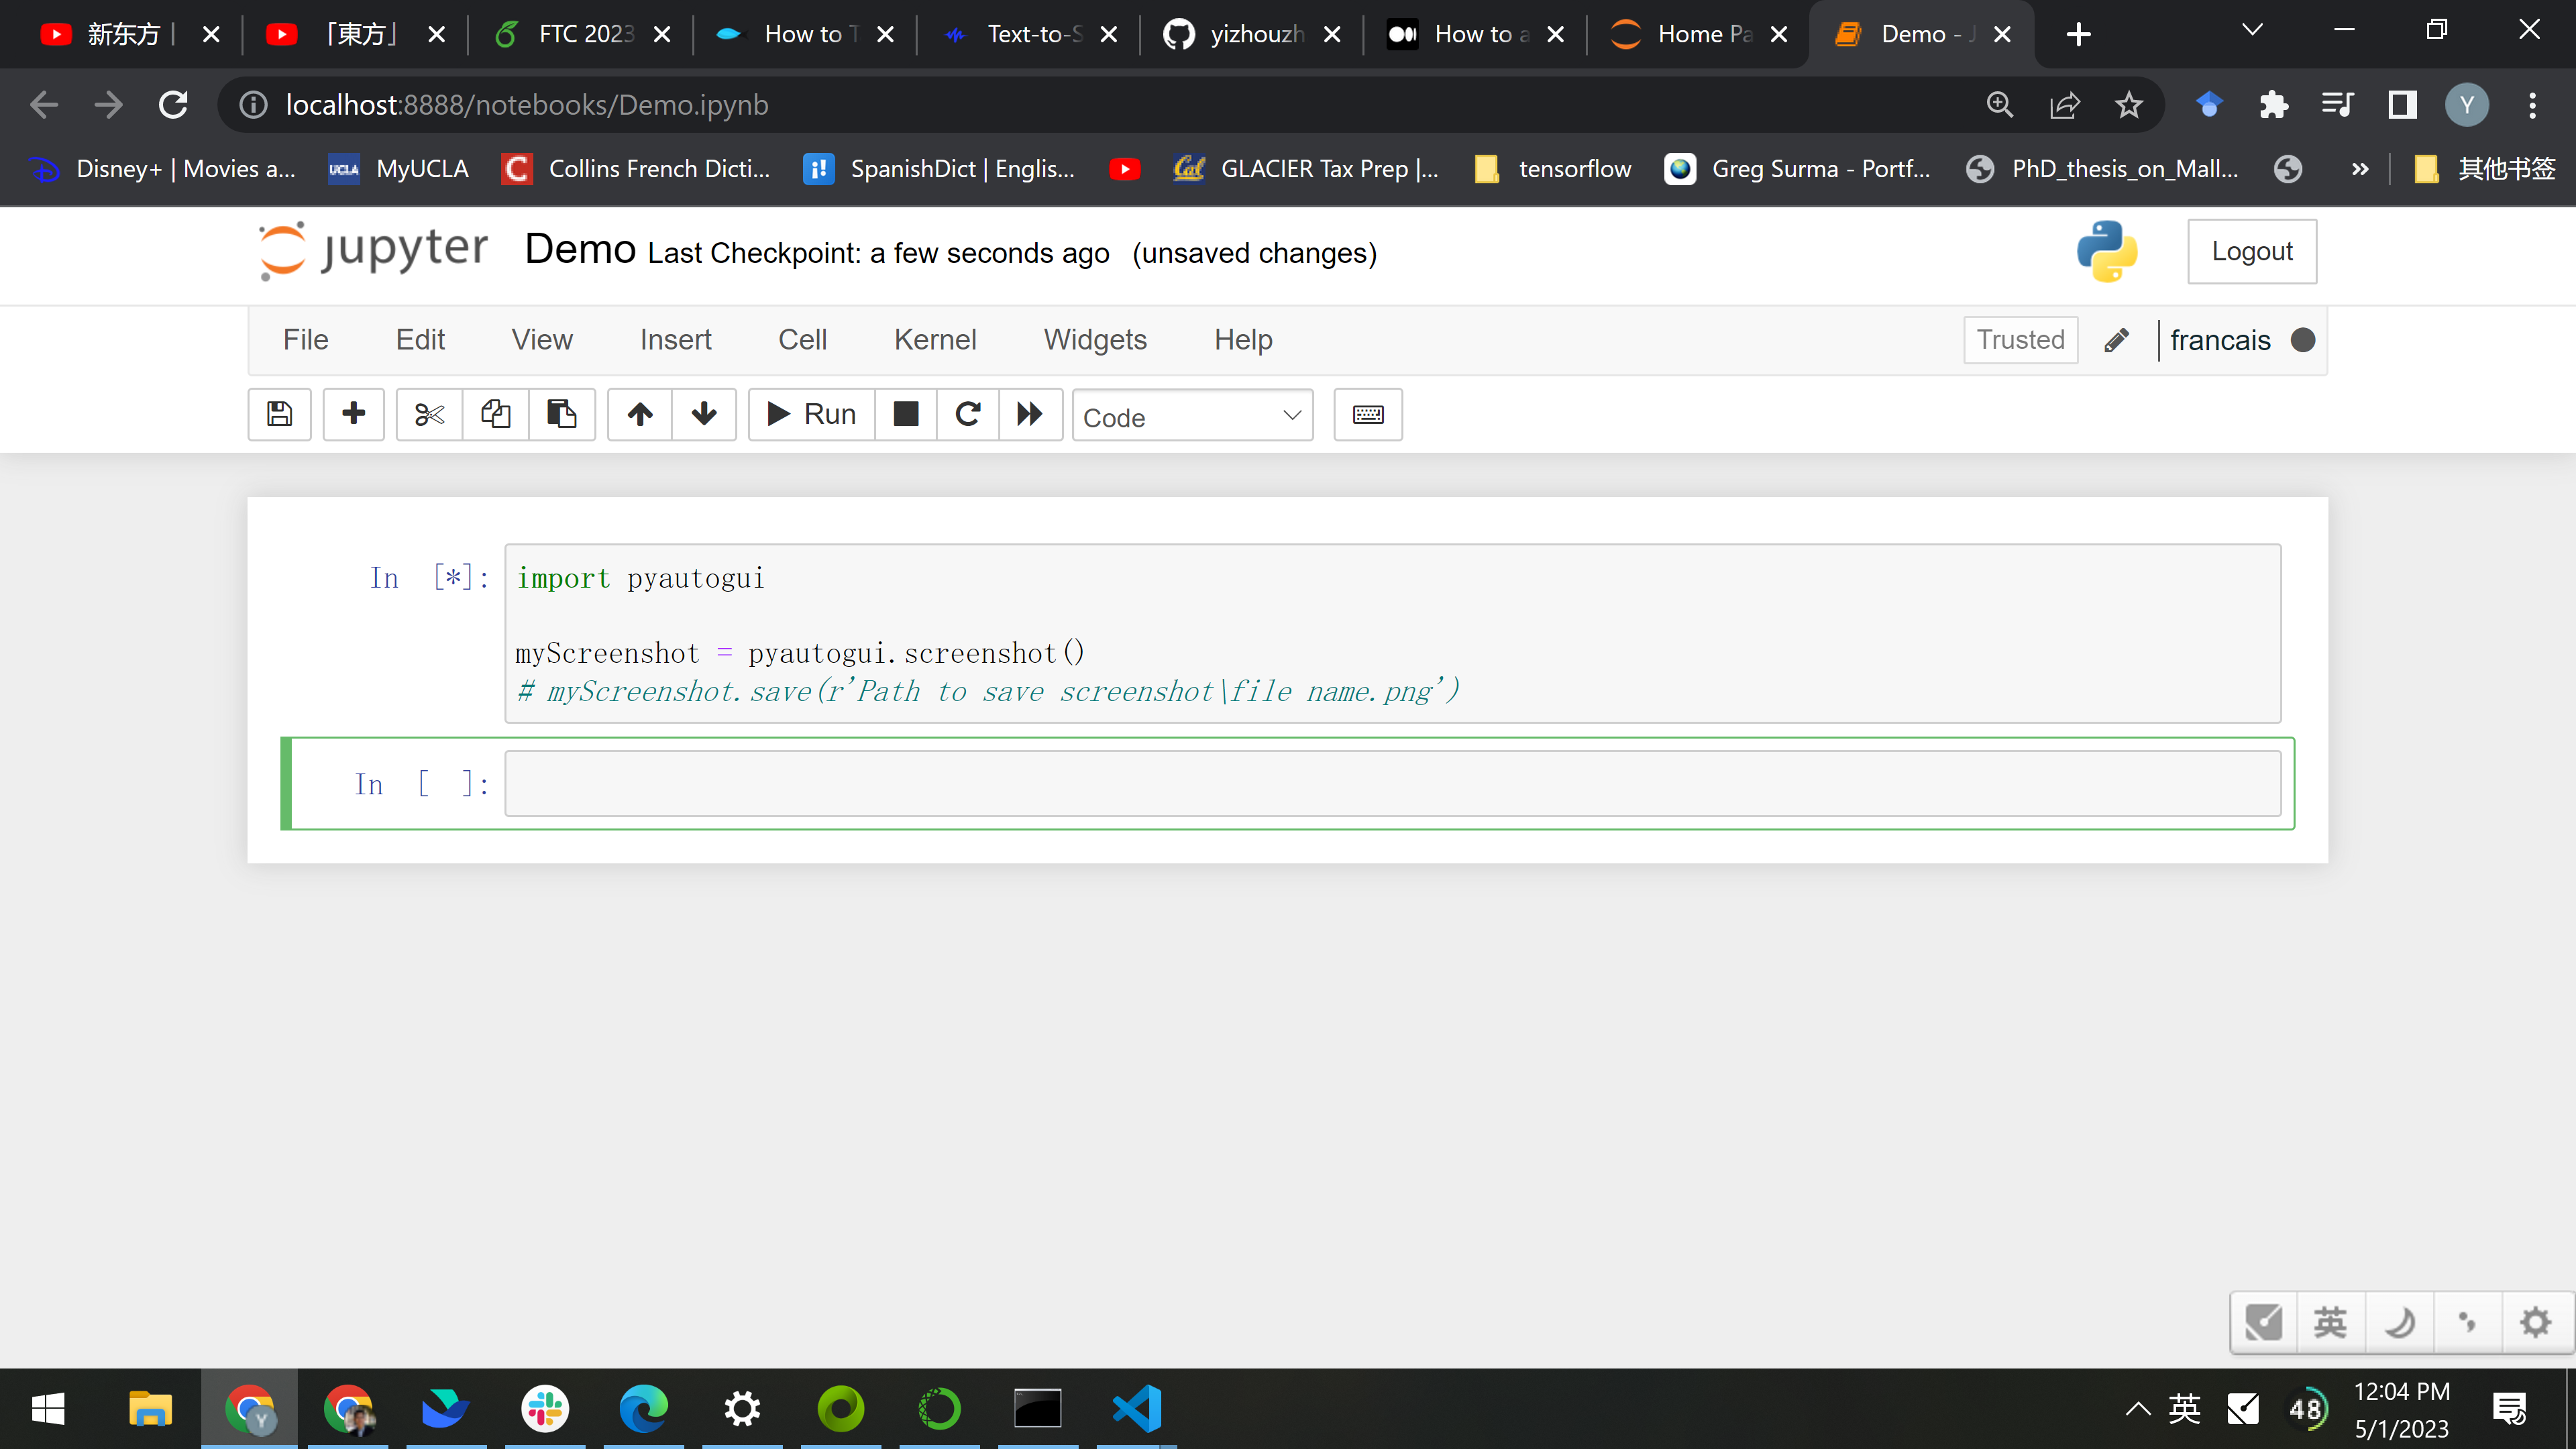 新东方 |
「東方」
FTC 2023
How to T
Text-to-S
yizhouzh
How to a
Home Pa
Demo - J
localhost:8888/notebooks/Demo.ipynb
Y
Disney+ | Movies a...
UCLA MyUCLA
C Collins French Dicti...
¡! SpanishDict | Englis...
Cal GLACIER Tax Prep |...
tensorflow
Greg Surma - Portf...
PhD_thesis_on_Mall...
»
其他书签
jupyter Demo Last Checkpoint: a few seconds ago (unsaved changes)
Logout
File Edit View Insert Cell Kernel Widgets Help
Trusted
francais
Run
Code
In [*]:
import pyautogui
myScreenshot = pyautogui.screenshot()
# myScreenshot.save(r'Path to save screenshot\file name.png')
In [ ]:
英
Y
英
48
12:04 PM
5/1/2023